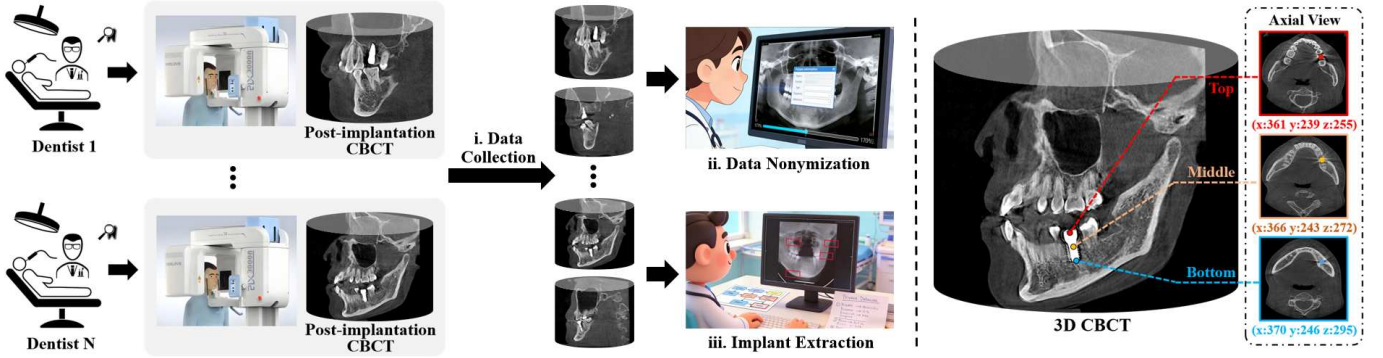 Dentist 1
Post-implantation
CBCT
Dentist N
Post-implantation
CBCT
i. Data
Collection
ii. Data Nonymization
iii. Implant Extraction
Top
Middle
Bottom
3D CBCT
Axial View
(x:361 y:239 z:255)
(x:366 y:243 z:272)
(x:370 y:246 z:295)